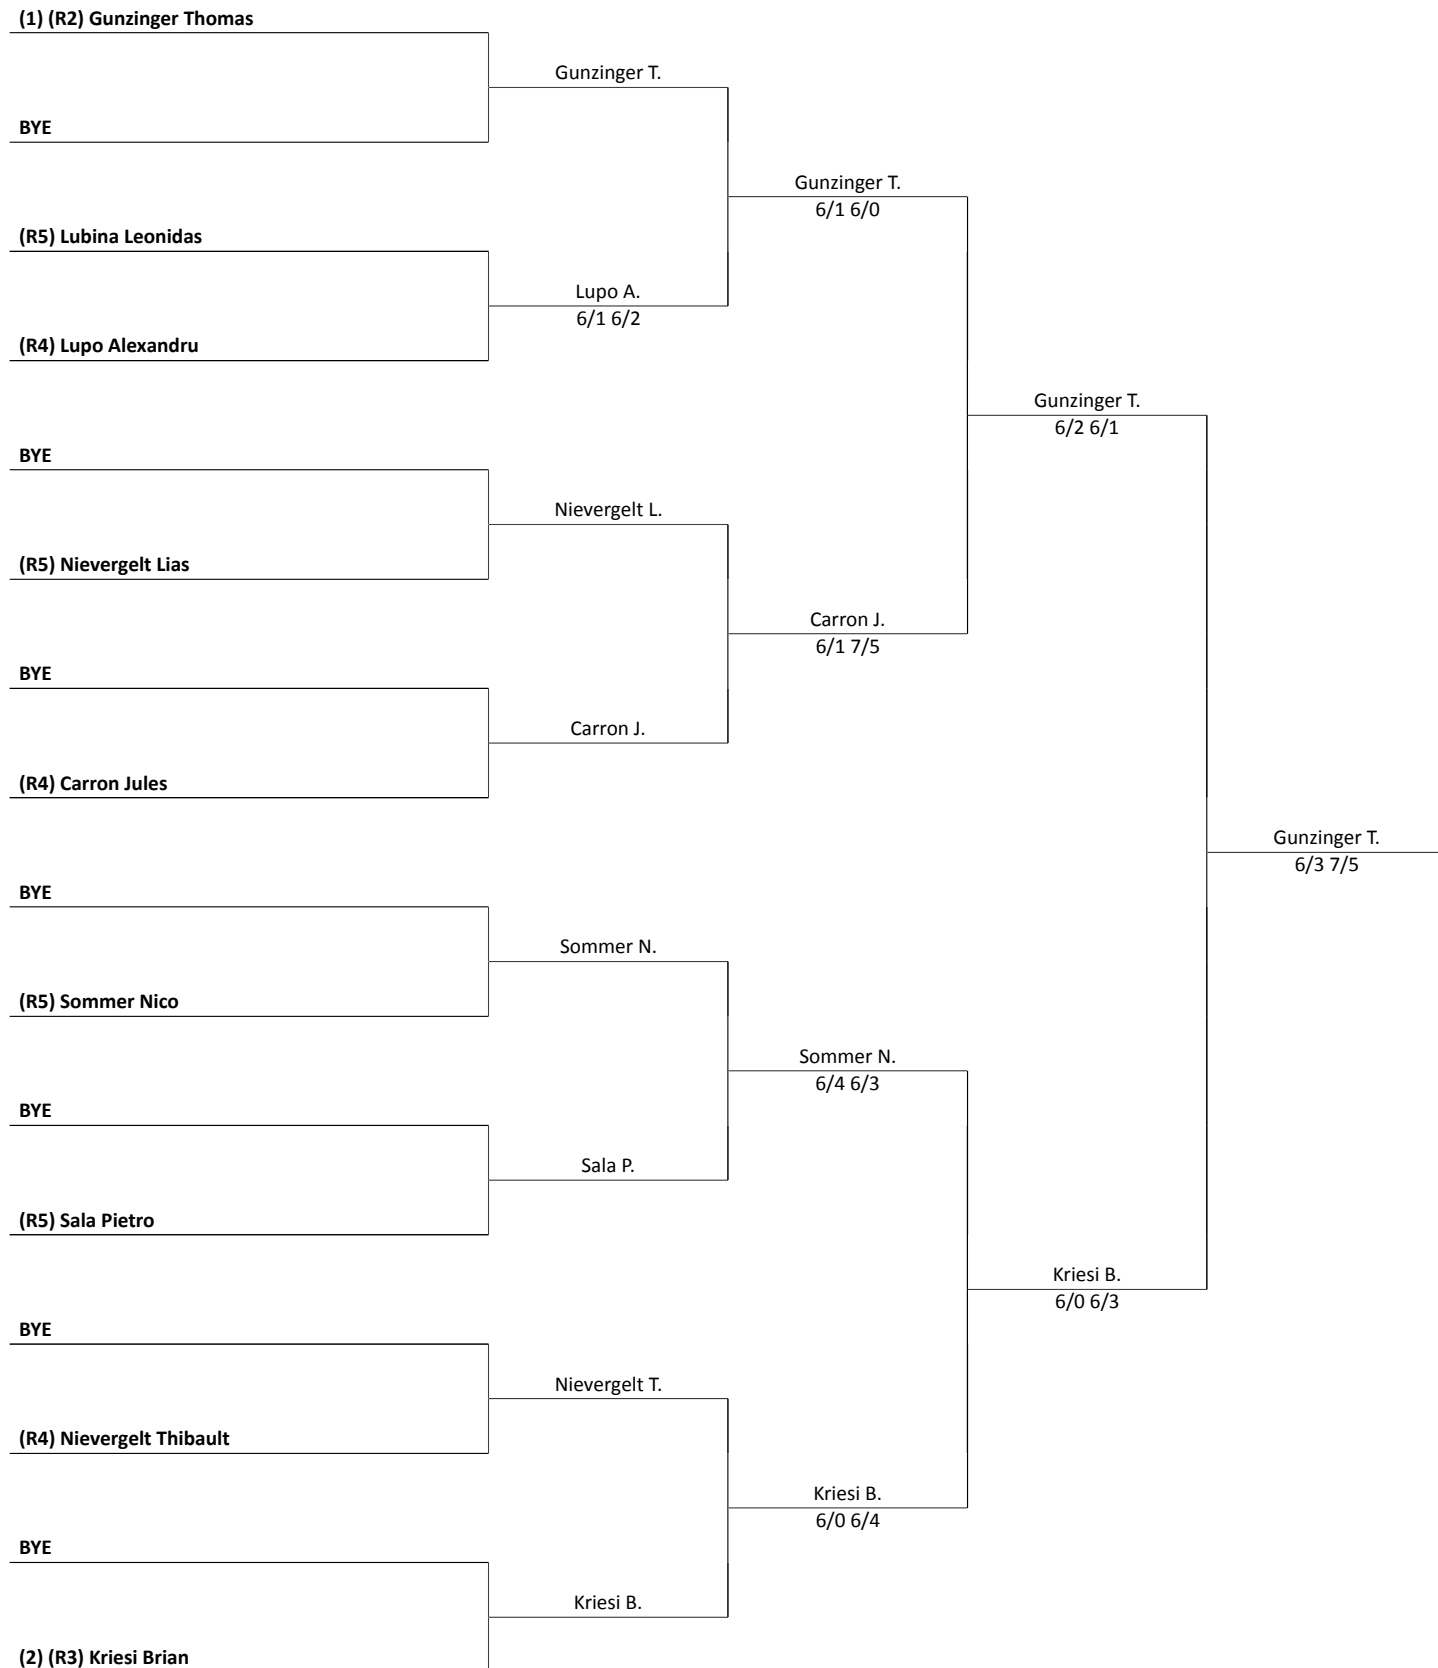 (1) (R2) Gunzinger Thomas
Gunzinger T.
BYE
Gunzinger T.
6/1 6/0
(R5) Lubina Leonidas
Lupo A.
6/1 6/2
(R4) Lupo Alexandru
Gunzinger T.
6/2 6/1
BYE
Nievergelt L.
(R5) Nievergelt Lias
Carron J.
6/1 7/5
BYE
Carron J.
(R4) Carron Jules
Gunzinger T.
6/3 7/5
BYE
Sommer N.
(R5) Sommer Nico
Sommer N.
6/4 6/3
BYE
Sala P.
(R5) Sala Pietro
Kriesi B.
6/0 6/3
BYE
Nievergelt T.
(R4) Nievergelt Thibault
Kriesi B.
6/0 6/4
BYE
Kriesi B.
(2) (R3) Kriesi Brian